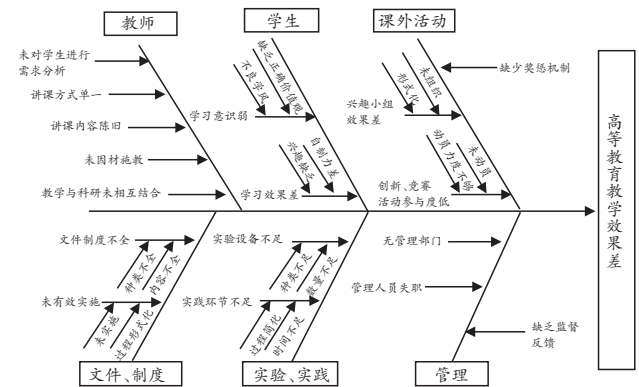 教师
学生
课外活动
未对学生进行
需求分析
讲课方式单一
讲课内容陈旧
未因材施教
教学与科研未相互结合
缺乏正确价值观
不良学风
学习意识弱
自制力差
兴趣缺乏
学习效果差
未组织
形式化
兴趣小组
效果差
缺少奖惩机制
未动员
动员力度不够
创新、竞赛
活动参与度低
高等教育教学效果差
文件制度不全
种类不全
内容不全
未有效实施
未实施
过程形式化
实验设备不足
种类不足
数量不足
实践环节不足
过程简化
时间不足
无管理部门
管理人员失职
缺乏监督
反馈
文件、制度
实验、实践
管理